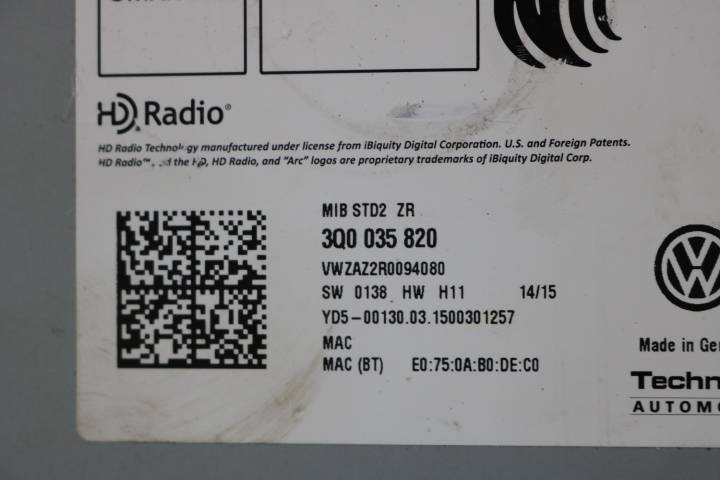 HD Radio®
HD Radio Technology manufactured under license from iBiquity Digital Corporation. U.S. and Foreign Patents.
HD Radio™, and the HD, HD Radio, and “Arc” logos are proprietary trademarks of iBiquity Digital Corp.
MIB STD2 ZR
3Q0 035 820
VWZAZ2R0094080
SW 0138 HW H11 14/15
YD5-00130.03.1500301257
MAC
MAC (BT) E0:75:0A:B0:DE:C0
VW
Made in Ger
Techn
AUTOMO